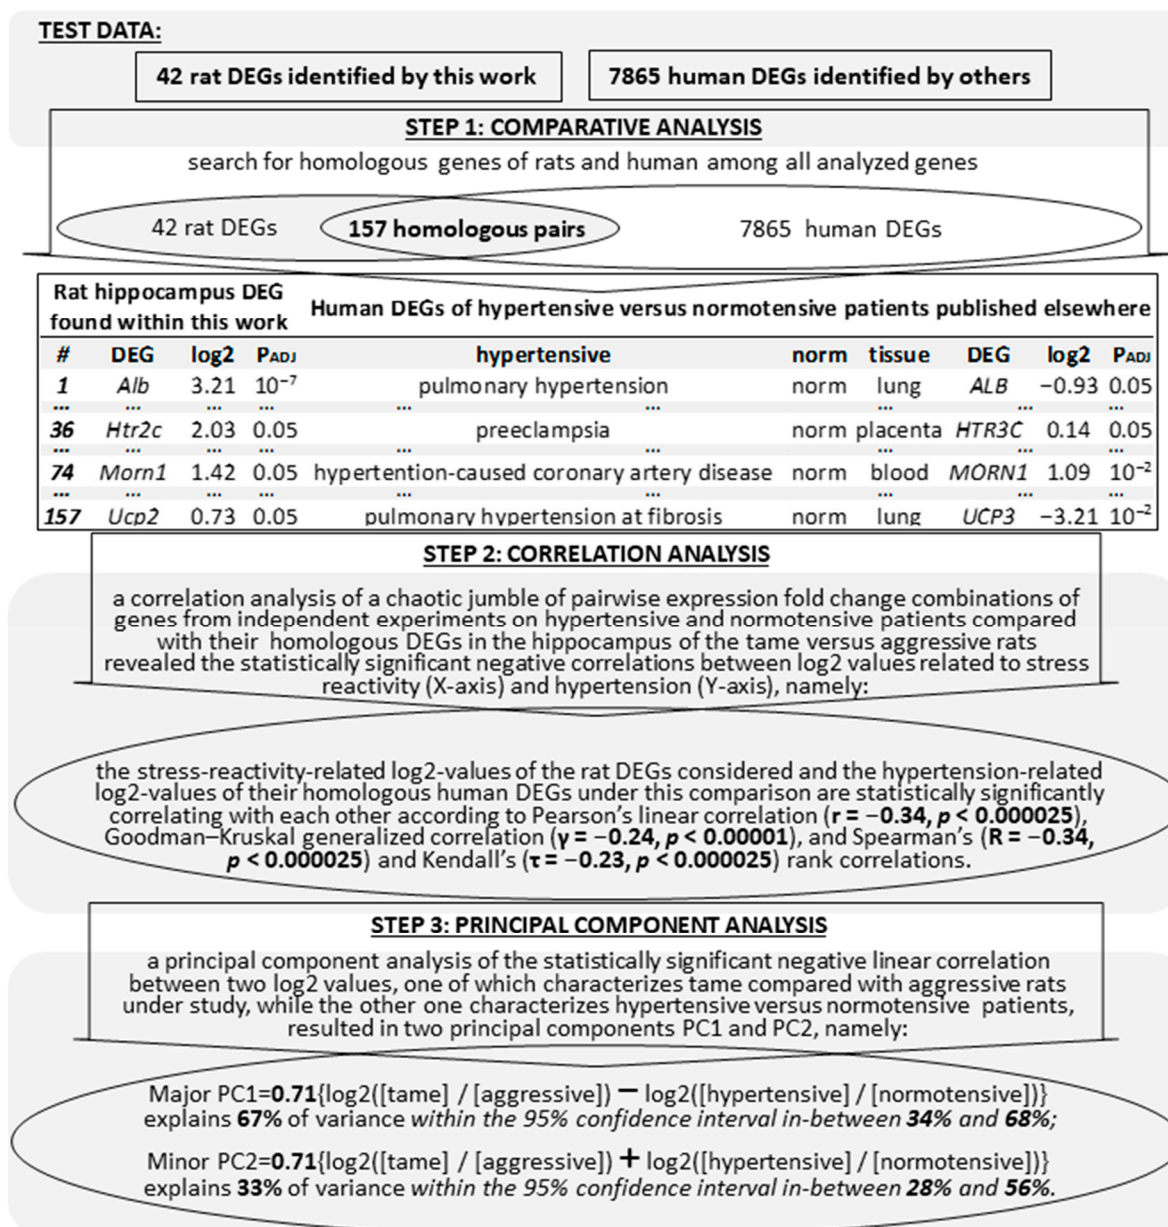 TEST DATA:
42 rat DEGs identified by this work
7865 human DEGs identified by others
STEP 1: COMPARATIVE ANALYSIS
search for homologous genes of rats and human among all analyzed genes
42 rat DEGs
157 homologous pairs
7865 human DEGs
Rat hippocampus DEG
found within this work
Human DEGs of hypertensive versus normotensive patients published elsewhere
# DEG log2 PADJ hypertensive norm tissue DEG log2 PADJ
1 Alb 3.21 10⁻⁷ pulmonary hypertension norm lung ALB −0.93 0.05
... ... ... ... ... ... ... ... ...
36 Htr2c 2.03 0.05 preeclampsia norm placenta HTR3C 0.14 0.05
... ... ... ... ... ... ... ... ...
74 Morn1 1.42 0.05 hypertention-caused coronary artery disease norm blood MORN1 1.09 10⁻²
... ... ... ... ... ... ... ... ...
157 Ucp2 0.73 0.05 pulmonary hypertension at fibrosis norm lung UCP3 −3.21 10⁻²
STEP 2: CORRELATION ANALYSIS
a correlation analysis of a chaotic jumble of pairwise expression fold change combinations of
genes from independent experiments on hypertensive and normotensive patients compared
with their homologous DEGs in the hippocampus of the tame versus aggressive rats
revealed the statistically significant negative correlations between log2 values related to stress
reactivity (X-axis) and hypertension (Y-axis), namely:
the stress-reactivity-related log2-values of the rat DEGs considered and the hypertension-related
log2-values of their homologous human DEGs under this comparison are statistically significantly
correlating with each other according to Pearson's linear correlation (r = −0.34, p < 0.000025),
Goodman–Kruskal generalized correlation (γ = −0.24, p < 0.00001), and Spearman's (R = −0.34,
p < 0.000025) and Kendall's (τ = −0.23, p < 0.000025) rank correlations.
STEP 3: PRINCIPAL COMPONENT ANALYSIS
a principal component analysis of the statistically significant negative linear correlation
between two log2 values, one of which characterizes tame compared with aggressive rats
under study, while the other one characterizes hypertensive versus normotensive patients,
resulted in two principal components PC1 and PC2, namely:
Major PC1=0.71{log2([tame] / [aggressive]) − log2([hypertensive] / [normotensive])}
explains 67% of variance within the 95% confidence interval in-between 34% and 68%;
Minor PC2=0.71{log2([tame] / [aggressive]) + log2([hypertensive] / [normotensive])}
explains 33% of variance within the 95% confidence interval in-between 28% and 56%.